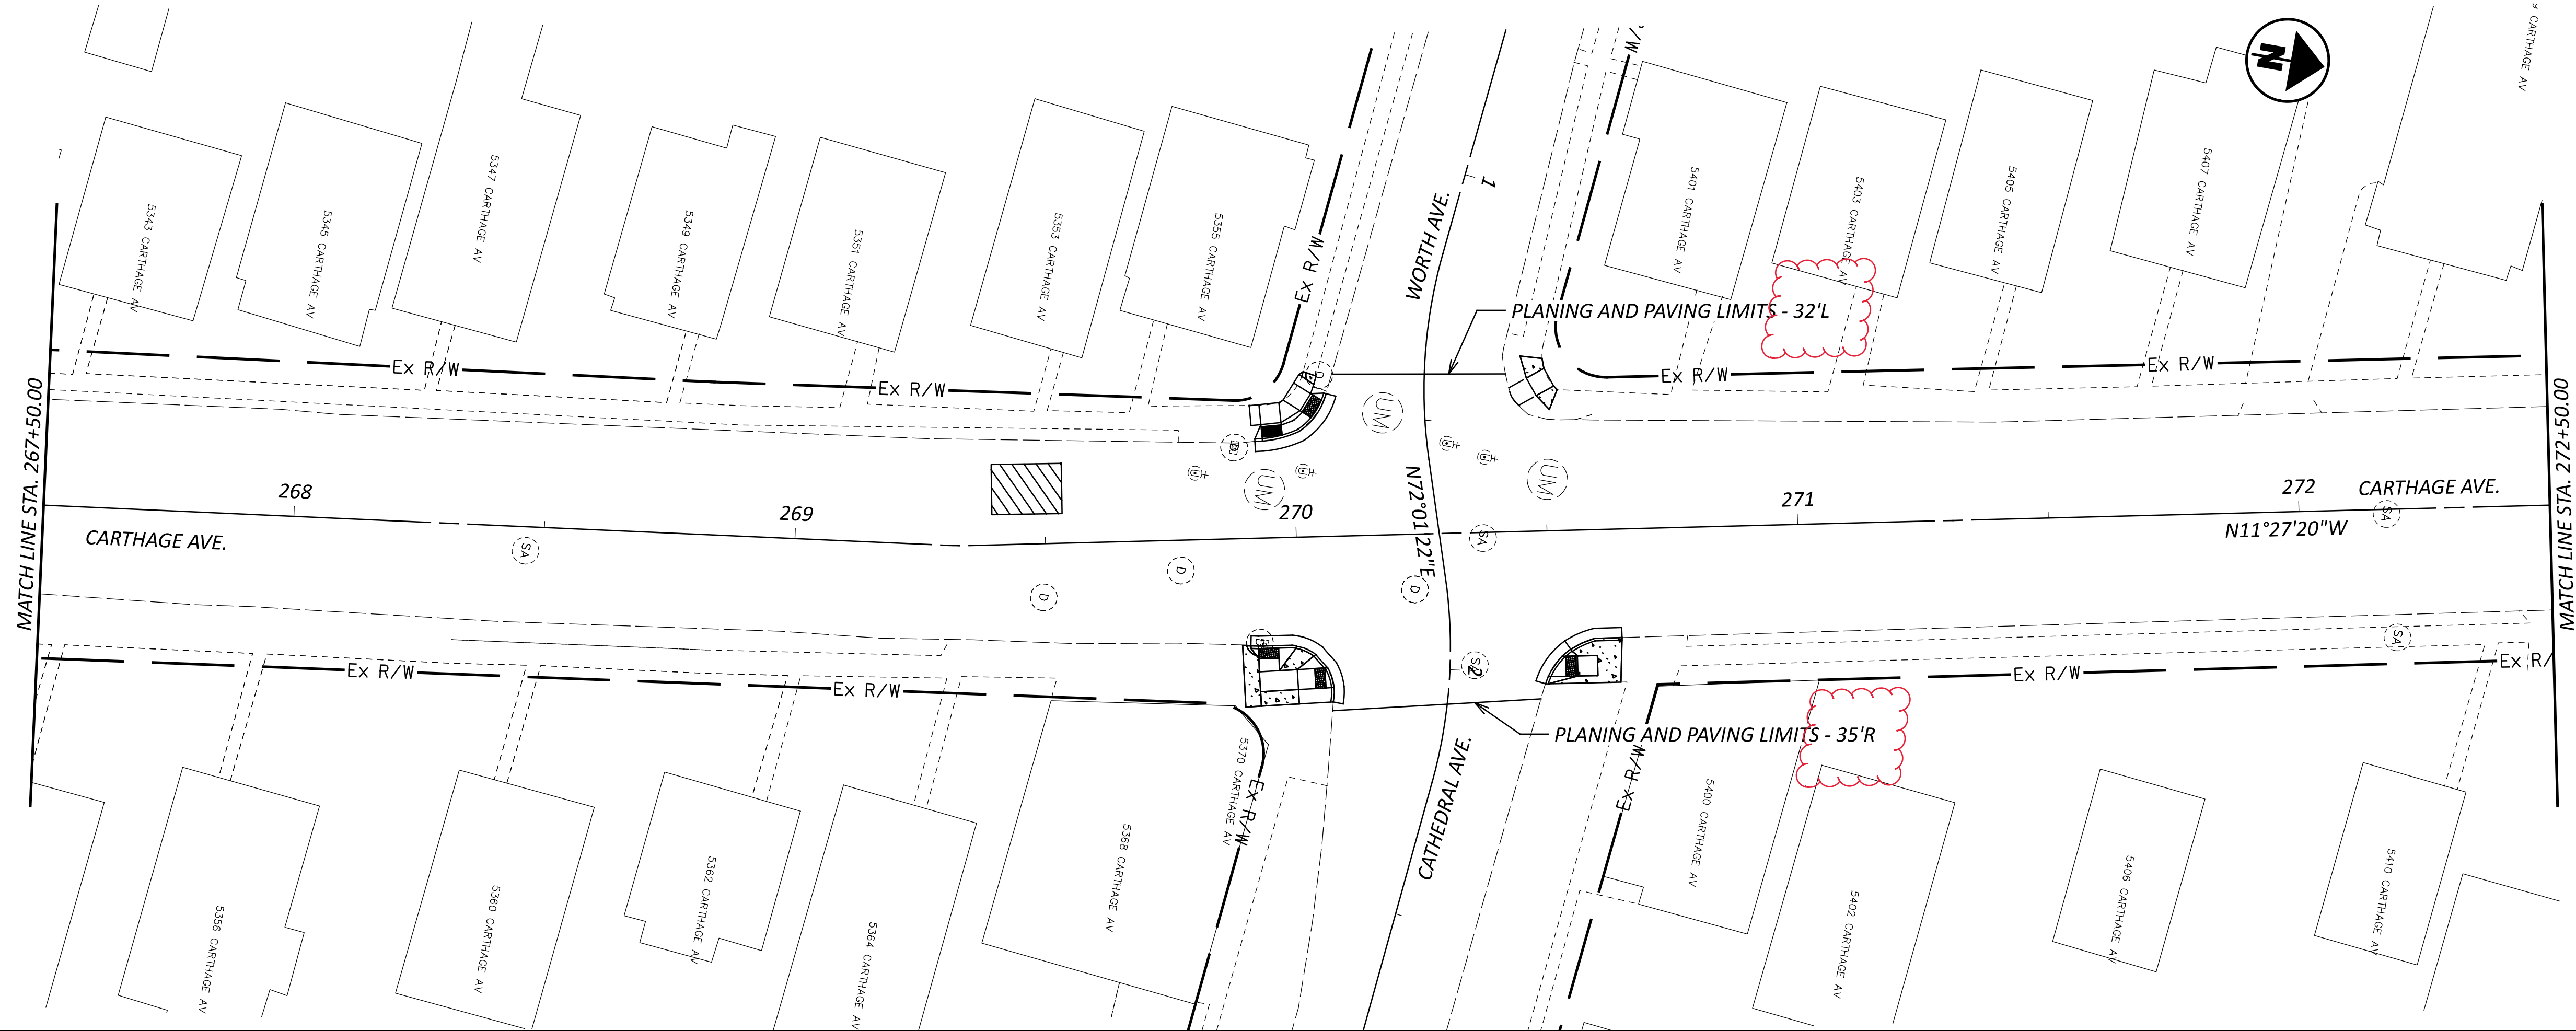 N
5343 CARTHAGE AV
5345 CARTHAGE AV
5347 CARTHAGE AV
5349 CARTHAGE AV
5351 CARTHAGE AV
5353 CARTHAGE AV
5355 CARTHAGE AV
5401 CARTHAGE AV
5403 CARTHAGE AV
5405 CARTHAGE AV
5407 CARTHAGE AV
CARTHAGE AV
WORTH AVE.
1
Ex R/W
PLANING AND PAVING LIMITS - 32'L
Ex R/W
Ex R/W
Ex R/W
Ex R/W
MATCH LINE STA. 267+50.00
MATCH LINE STA. 272+50.00
D
D
(UM)
(UM)
(UM)
268
269
270
271
272
CARTHAGE AVE.
CARTHAGE AVE.
N72°01'22"E
N11°27'20"W
SA
SA
SA
SA
D
D
D
Ex R/W
Ex R/W
Ex R/W
Ex R/
2
PLANING AND PAVING LIMITS - 35'R
CATHEDRAL AVE.
Ex R/W
Ex R/W
5356 CARTHAGE AV
5360 CARTHAGE AV
5362 CARTHAGE AV
5364 CARTHAGE AV
5368 CARTHAGE AV
5370 CARTHAGE AV
5400 CARTHAGE AV
5402 CARTHAGE AV
5406 CARTHAGE AV
5410 CARTHAGE AV